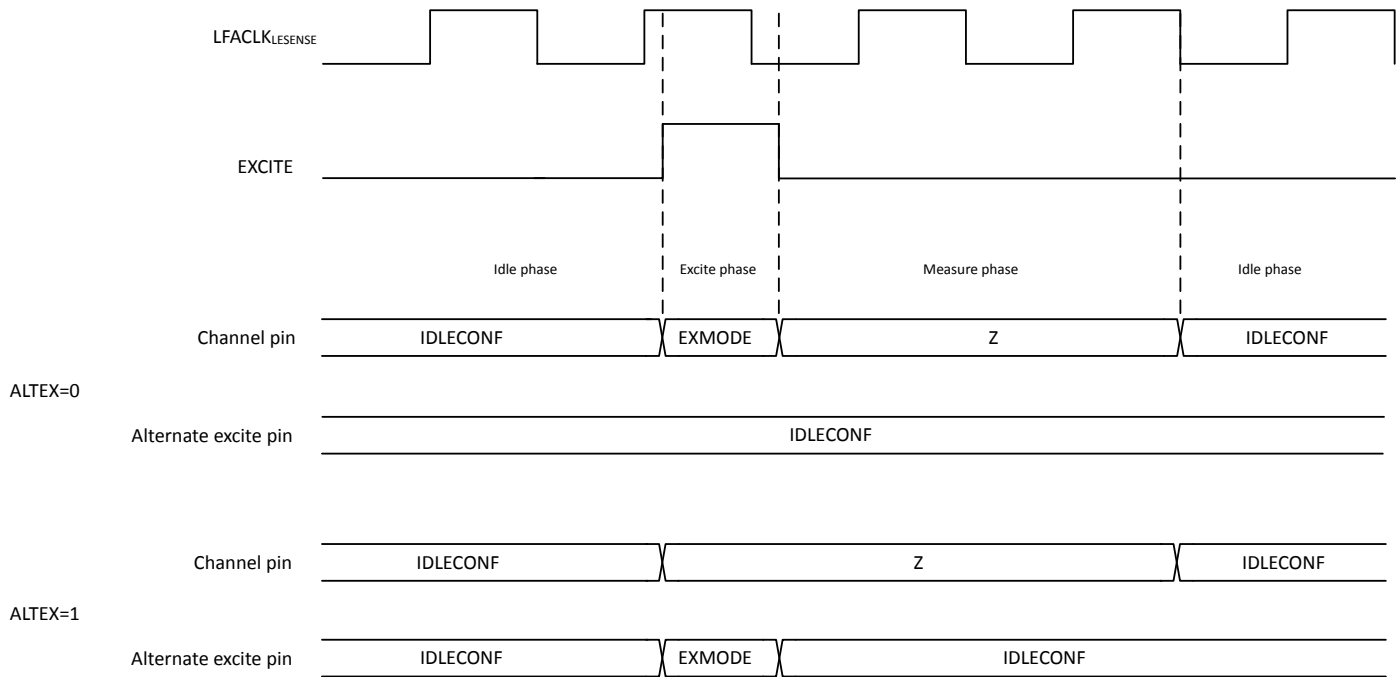 LFACLKLESENSE
EXCITE
Idle phase Excite phase Measure phase Idle phase
Channel pin IDLECONF EXMODE Z IDLECONF
ALTEX=0
Alternate excite pin IDLECONF
Channel pin IDLECONF Z IDLECONF
ALTEX=1
Alternate excite pin IDLECONF EXMODE IDLECONF